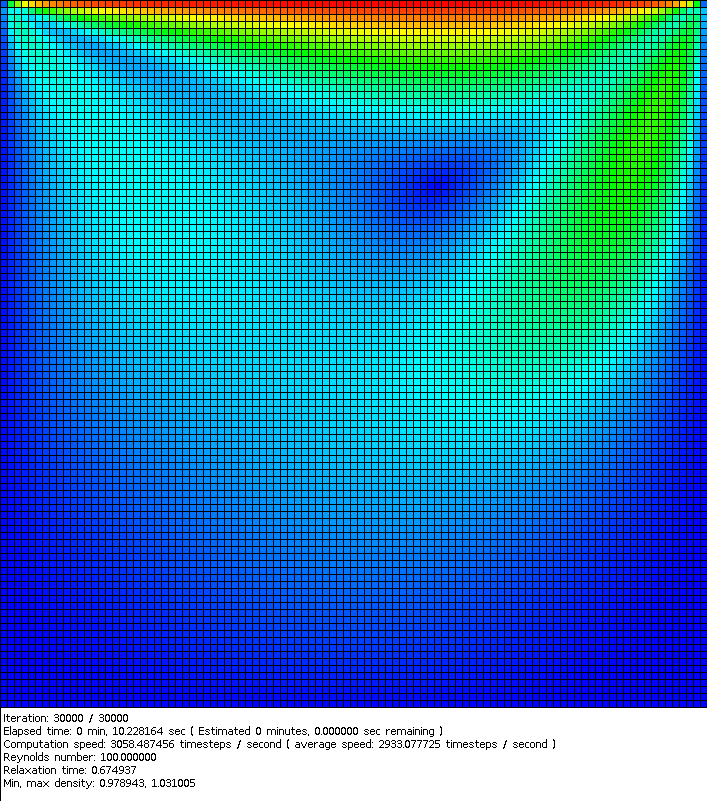 Iteration: 30000 / 30000
Elapsed time: 0 min, 10.228164 sec ( Estimated 0 minutes, 0.000000 sec remaining )
Computation speed: 3058.487456 timesteps / second ( average speed: 2933.077725 timesteps / second )
Reynolds number: 100.000000
Relaxation time: 0.674937
Min, max density: 0.978943, 1.031005